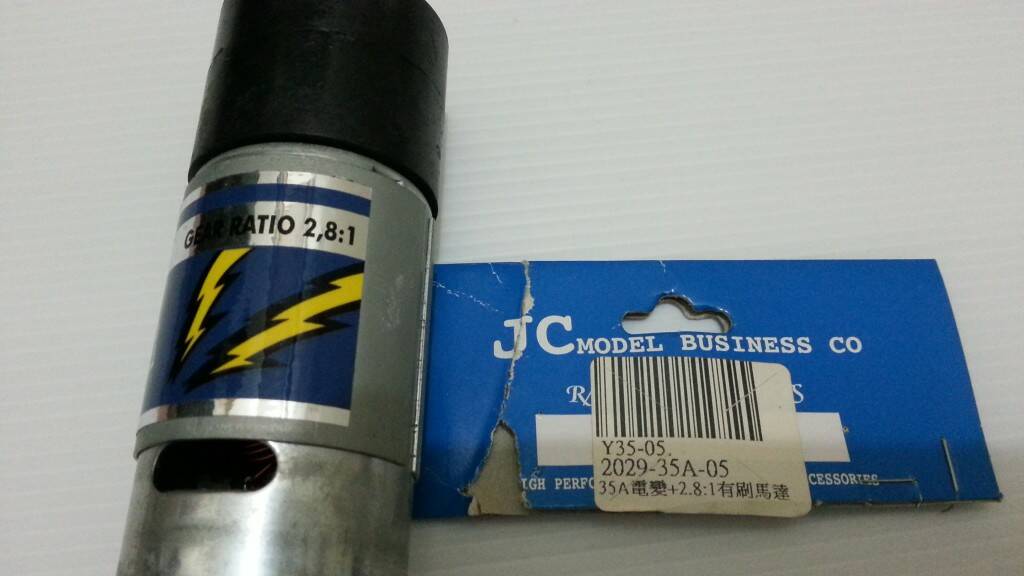 GEAR RATIO 2,8:1
JC MODEL BUSINESS CO
Y35-05.
2029-35A-05
35A電變+2.8:1有刷馬達
HIGH